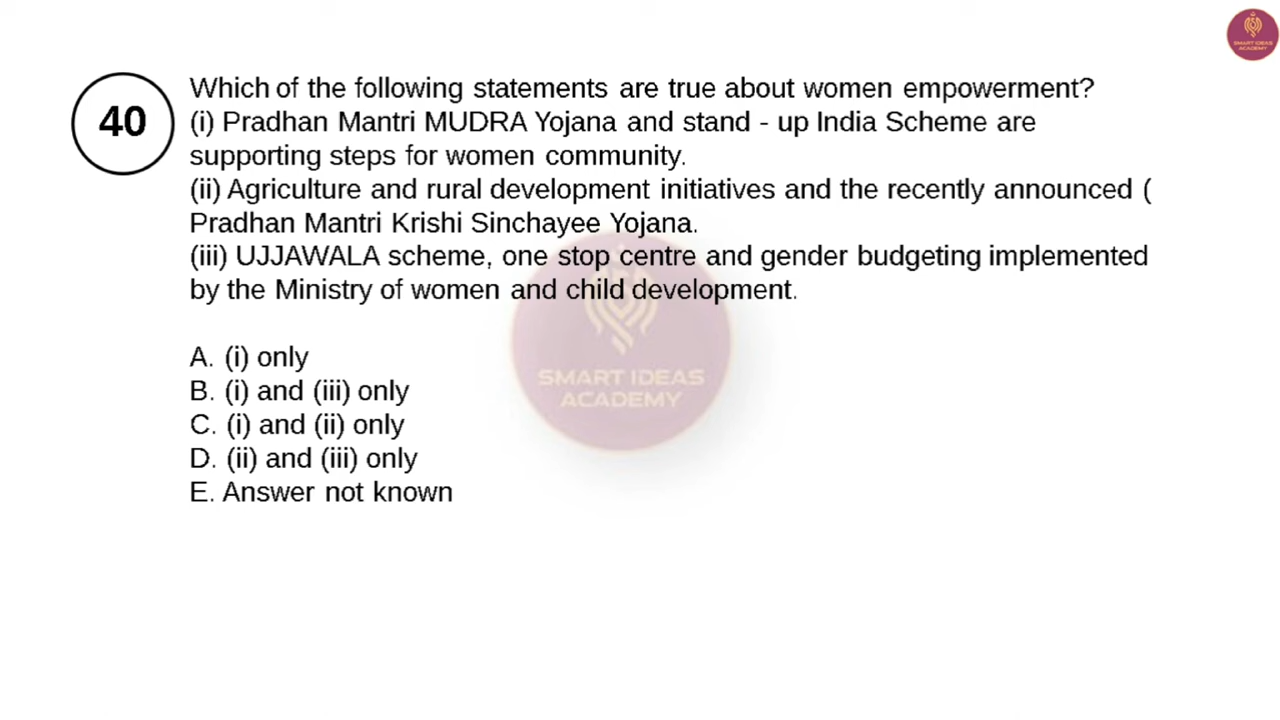 SMART IDEAS
ACADEMY
40
Which of the following statements are true about women empowerment?
(i) Pradhan Mantri MUDRA Yojana and stand - up India Scheme are
supporting steps for women community.
(ii) Agriculture and rural development initiatives and the recently announced (
Pradhan Mantri Krishi Sinchayee Yojana.
(iii) UJJAWALA scheme, one stop centre and gender budgeting implemented
by the Ministry of women and child development.
A. (i) only
B. (i) and (iii) only
SMART IDEAS
ACADEMY
C. (i) and (ii) only
D. (ii) and (iii) only
E. Answer not known